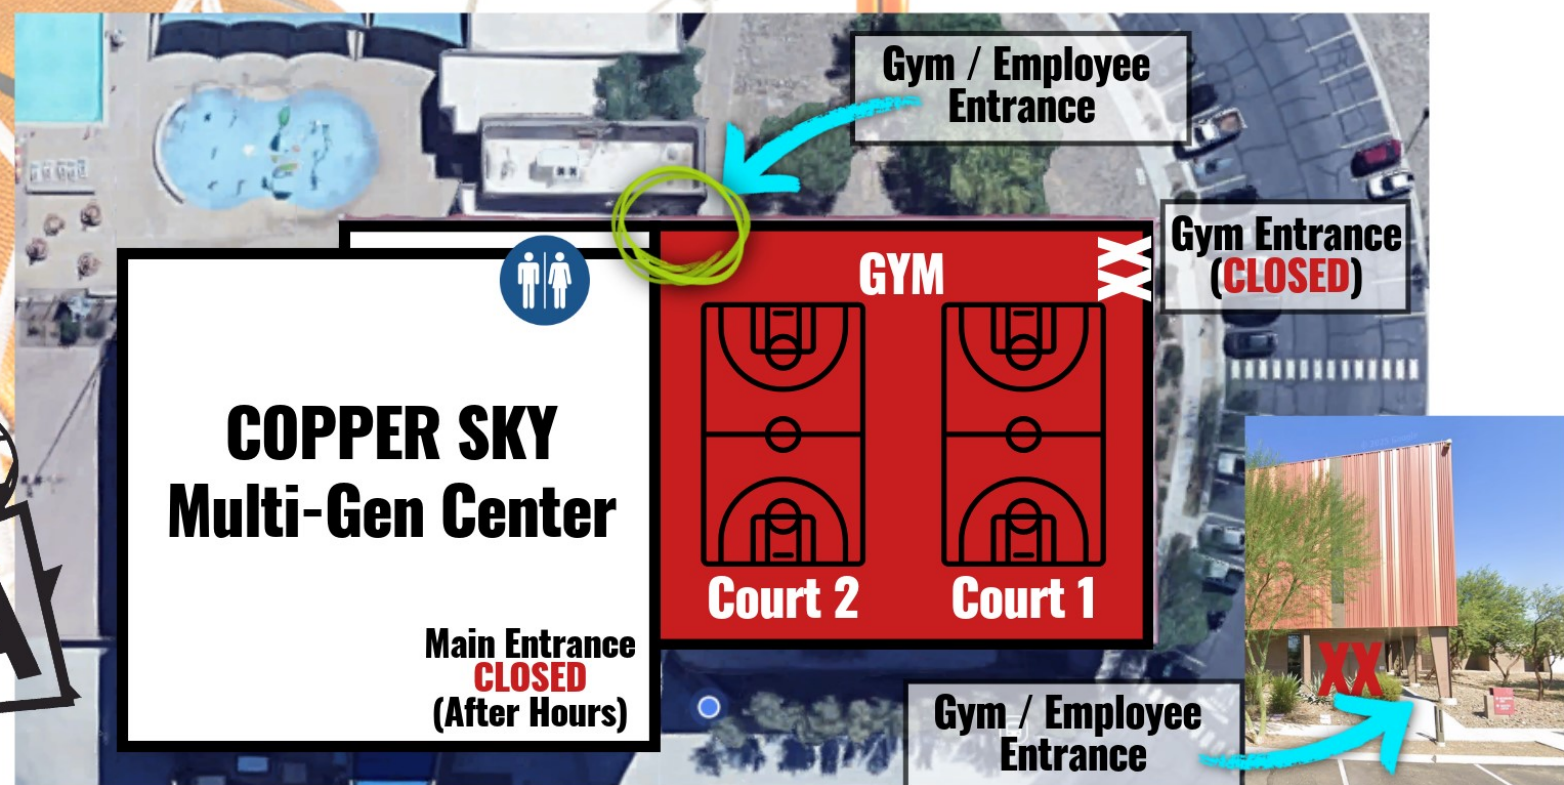 Gym / Employee
Entrance
Gym Entrance
(CLOSED)
GYM
XX
COPPER SKY
Multi-Gen Center
Court 2
Court 1
Main Entrance
CLOSED
(After Hours)
XX
Gym / Employee
Entrance